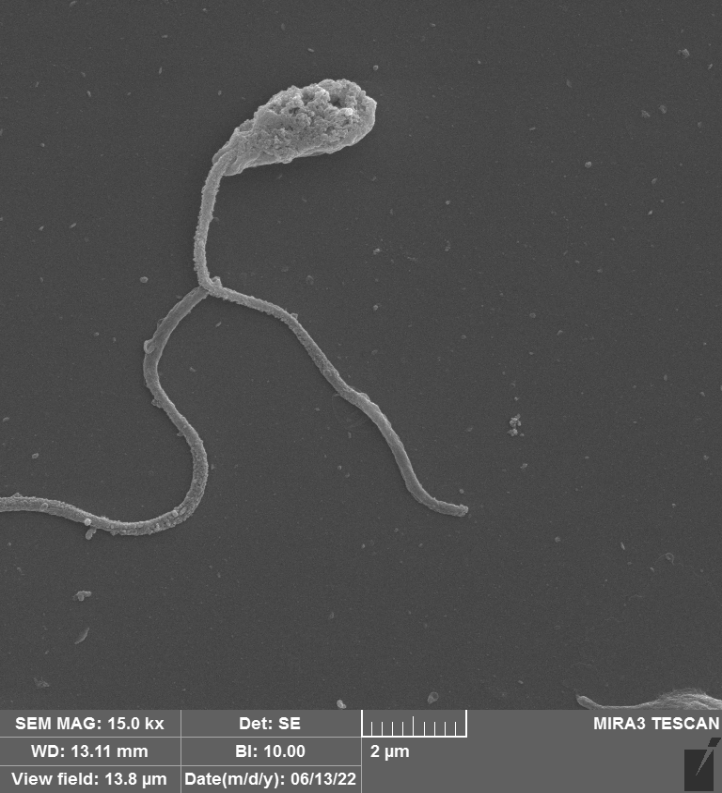 SEM MAG: 15.0 kx Det: SE MIRA3 TESCAN
WD: 13.11 mm BI: 10.00 2 µm
View field: 13.8 µm Date(m/d/y): 06/13/22